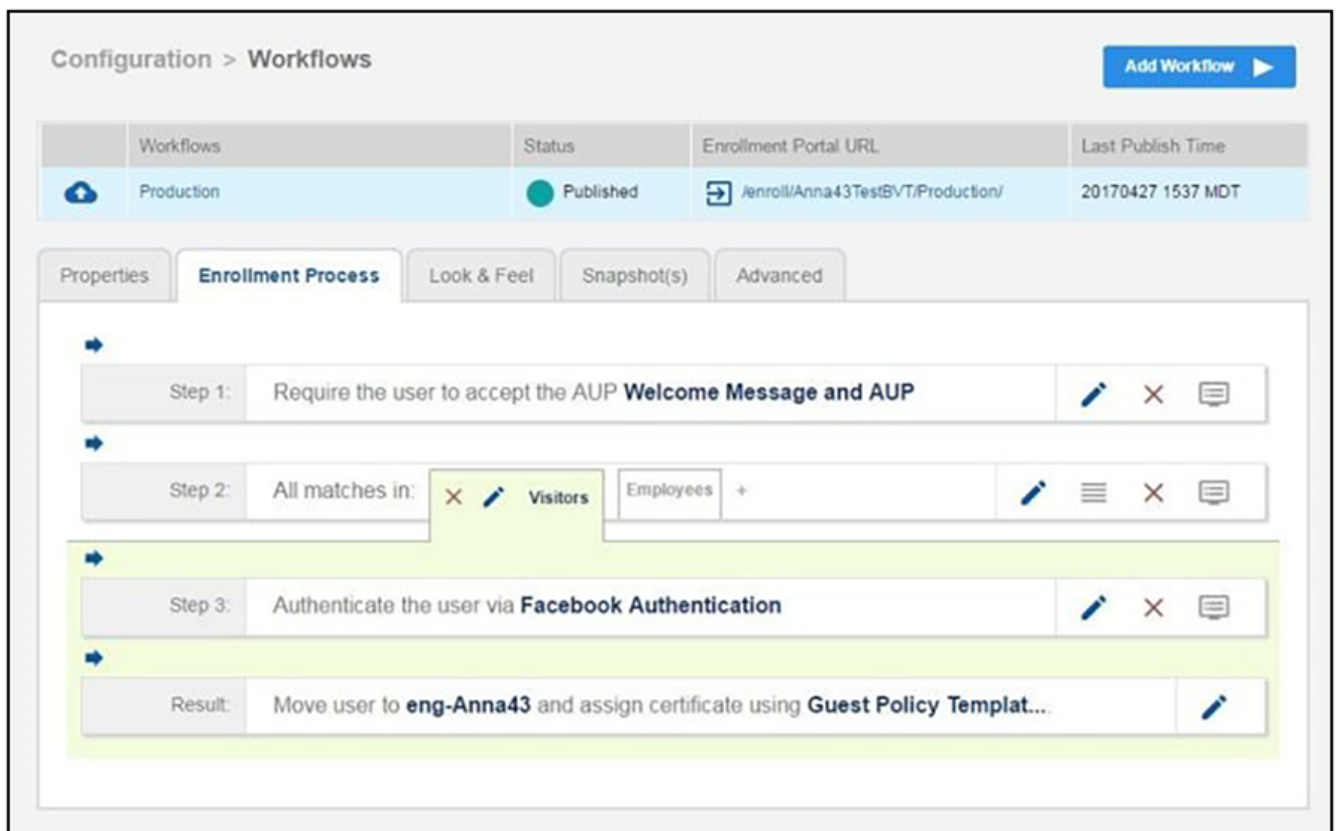 Configuration > Workflows
Add Workflow
Workflows Status Enrollment Portal URL Last Publish Time
Production Published /enroll/Anna43TestBVT/Production/ 20170427 1537 MDT
Properties Enrollment Process Look & Feel Snapshot(s) Advanced
Step 1: Require the user to accept the AUP Welcome Message and AUP
Step 2: All matches in: Visitors Employees +
Step 3: Authenticate the user via Facebook Authentication
Result: Move user to eng-Anna43 and assign certificate using Guest Policy Templat...